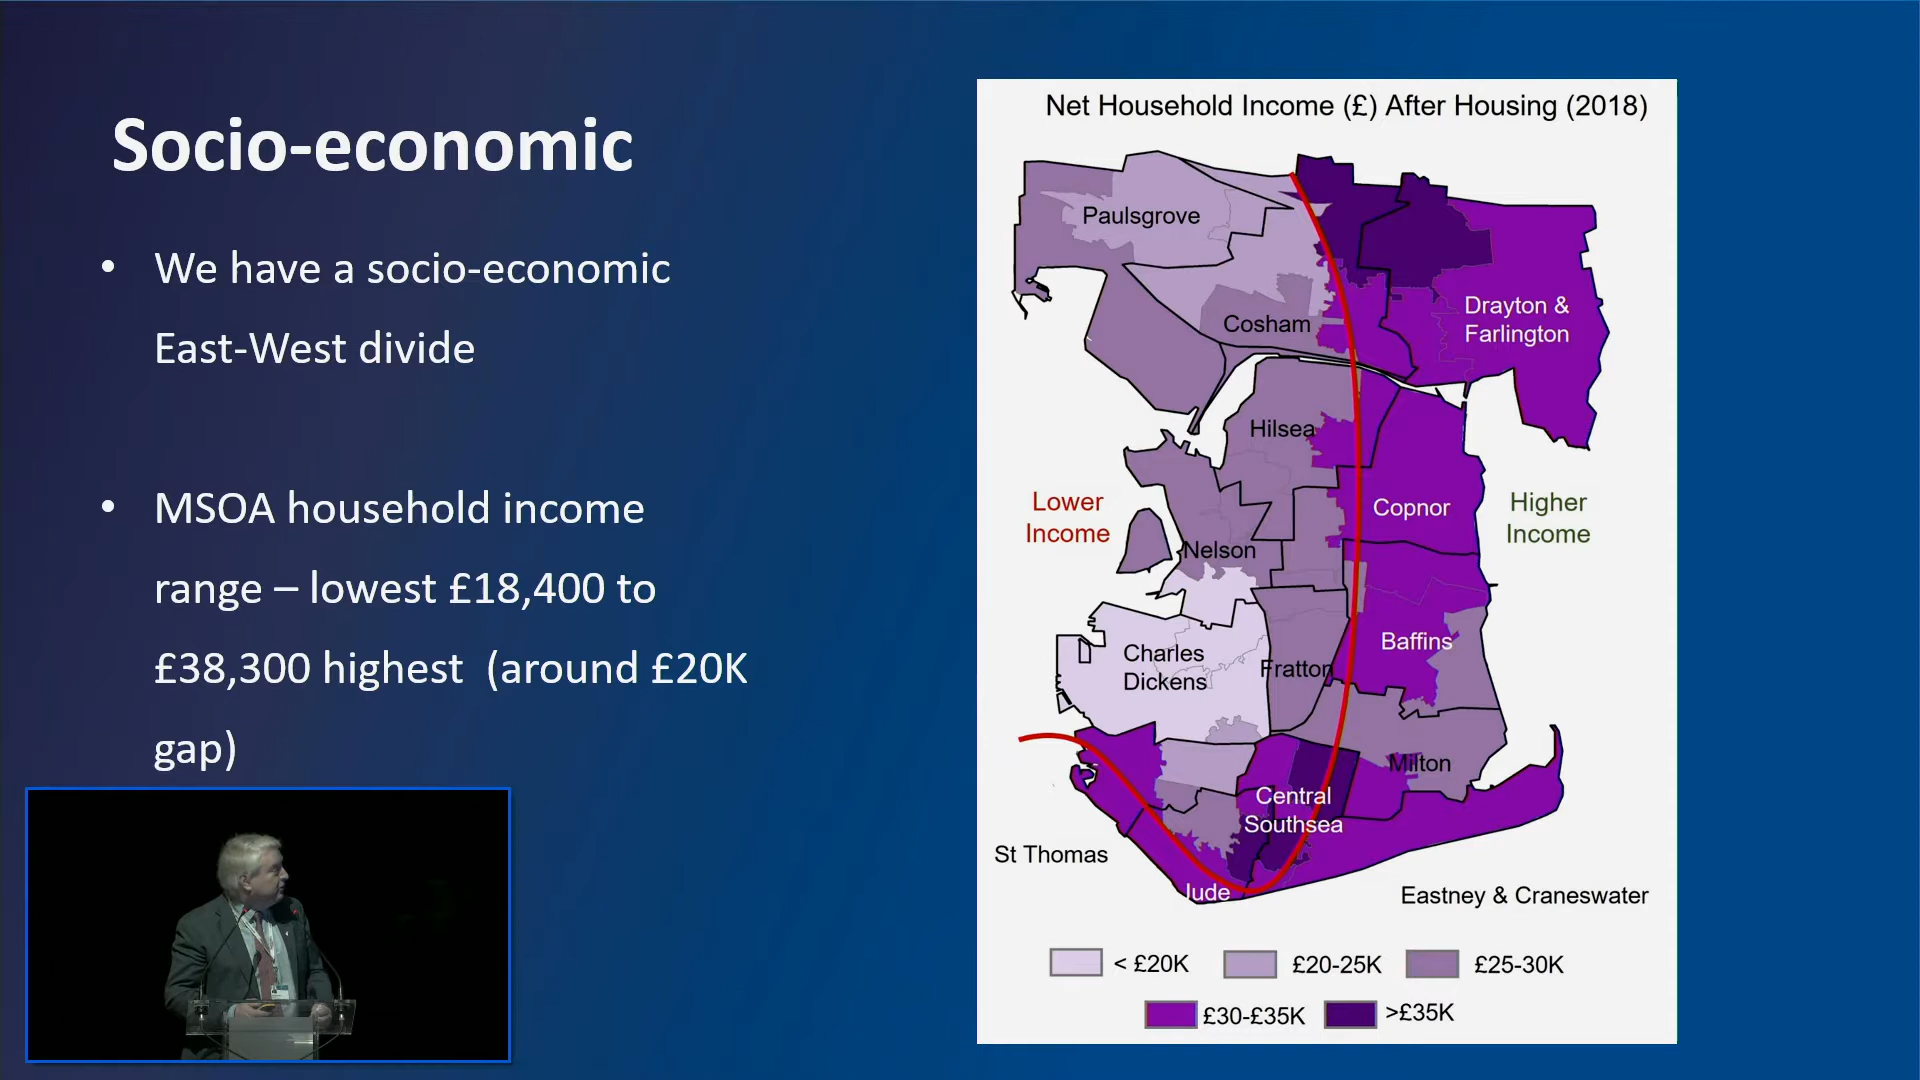 Socio-economic
• We have a socio-economic
East-West divide
• MSOA household income
range – lowest £18,400 to
£38,300 highest (around £20K
gap)
Net Household Income (£) After Housing (2018)
Paulsgrove
Drayton &
Farlington
Cosham
Hilsea
Lower
Income
Copnor
Higher
Income
Nelson
Baffins
Charles
Dickens
Fratton
Milton
Central
Southsea
St Thomas
Jude
Eastney & Craneswater
< £20K
£20-25K
£25-30K
£30-£35K
>£35K